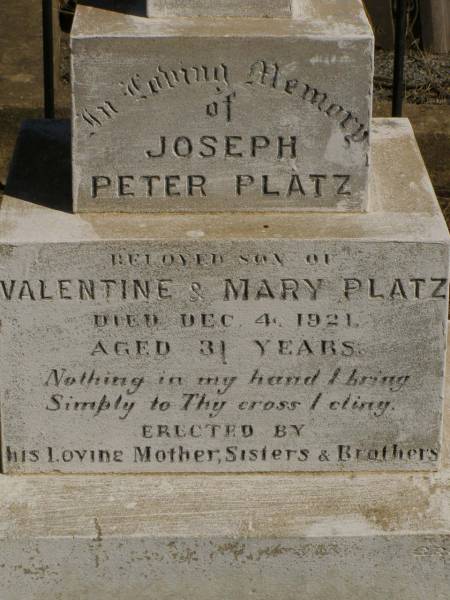 In Loving Memory
of
JOSEPH
PETER PLATZ
BELOVED SON OF
VALENTINE & MARY PLATZ
DIED DEC. 4. 1921.
AGED 31 YEARS.
Nothing in my hand I bring
Simply to Thy cross I cling.
ERECTED BY
his Loving Mother, Sisters & Brothers